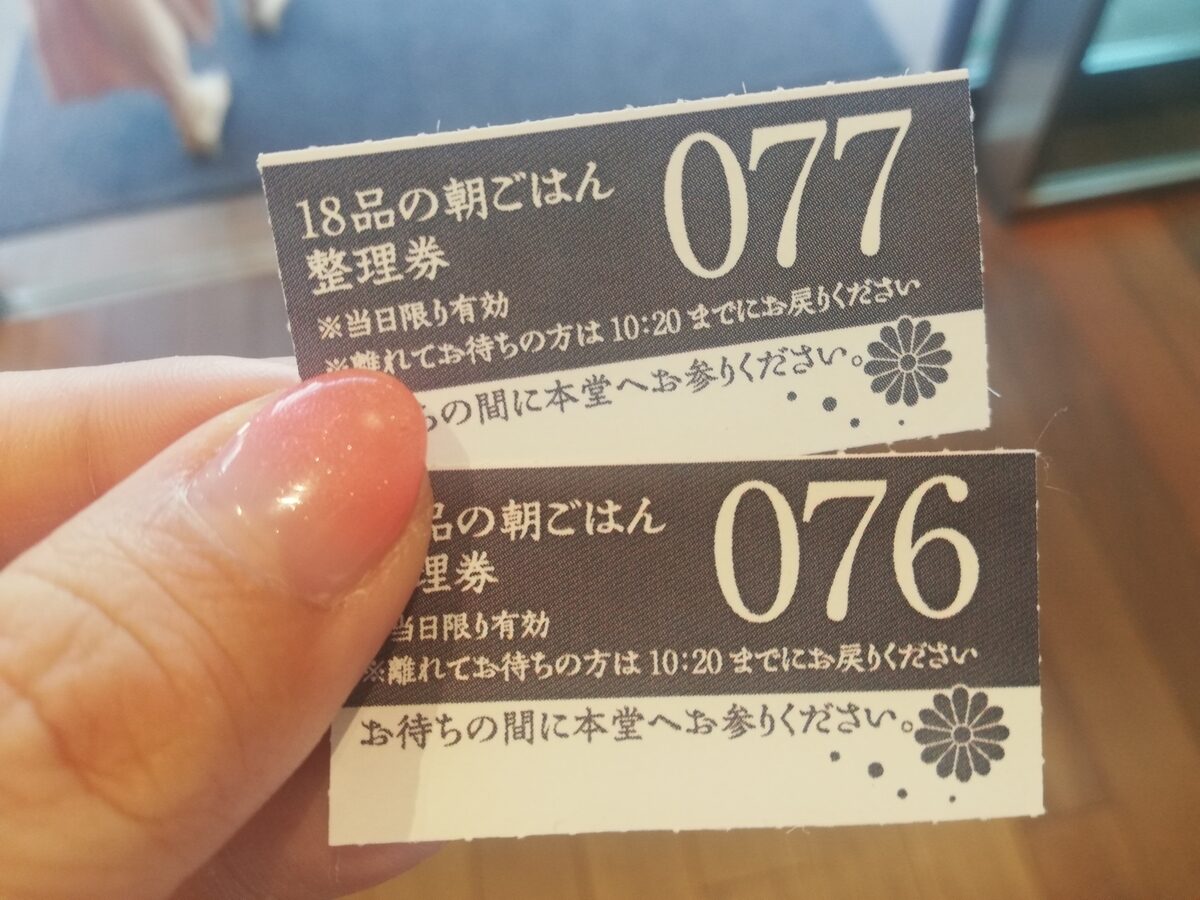 18品の朝ごはん
077
整理券
※当日限り有効
※離れてお待ちの方は 10:20 までにお戻りください
ちの間に本堂へお参りください。
品の朝ごはん
076
理券
当日限り有効
※離れてお待ちの方は 10:20 までにお戻りください
お待ちの間に本堂へお参りください。